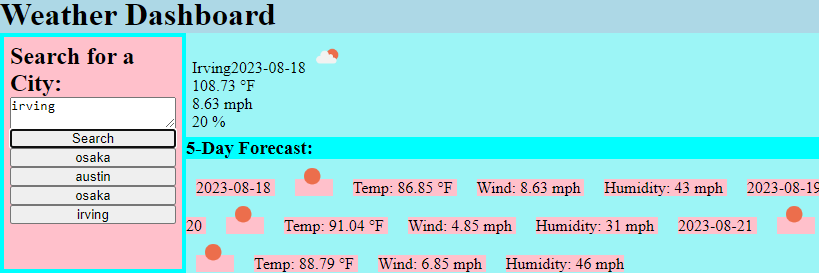 Weather Dashboard
Search for a
City:
irving
Search
osaka
austin
osaka
irving
Irving2023-08-18
108.73 °F
8.63 mph
20 %
5-Day Forecast:
2023-08-18 Temp: 86.85 °F Wind: 8.63 mph Humidity: 43 mph 2023-08-19
20 Temp: 91.04 °F Wind: 4.85 mph Humidity: 31 mph 2023-08-21
Temp: 88.79 °F Wind: 6.85 mph Humidity: 46 mph